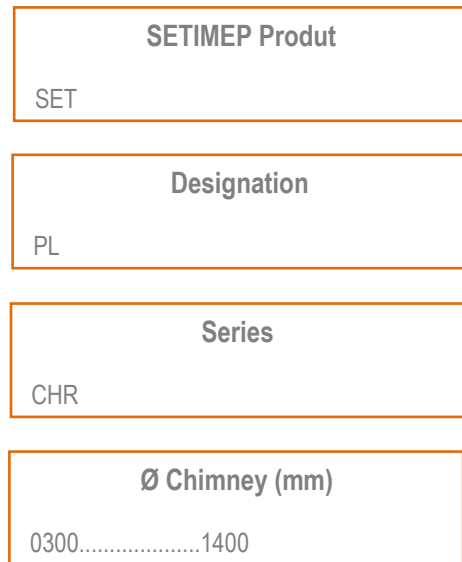 SETIMEP Produt
SET
Designation
PL
Series
CHR
Ø Chimney (mm)
0300....................1400